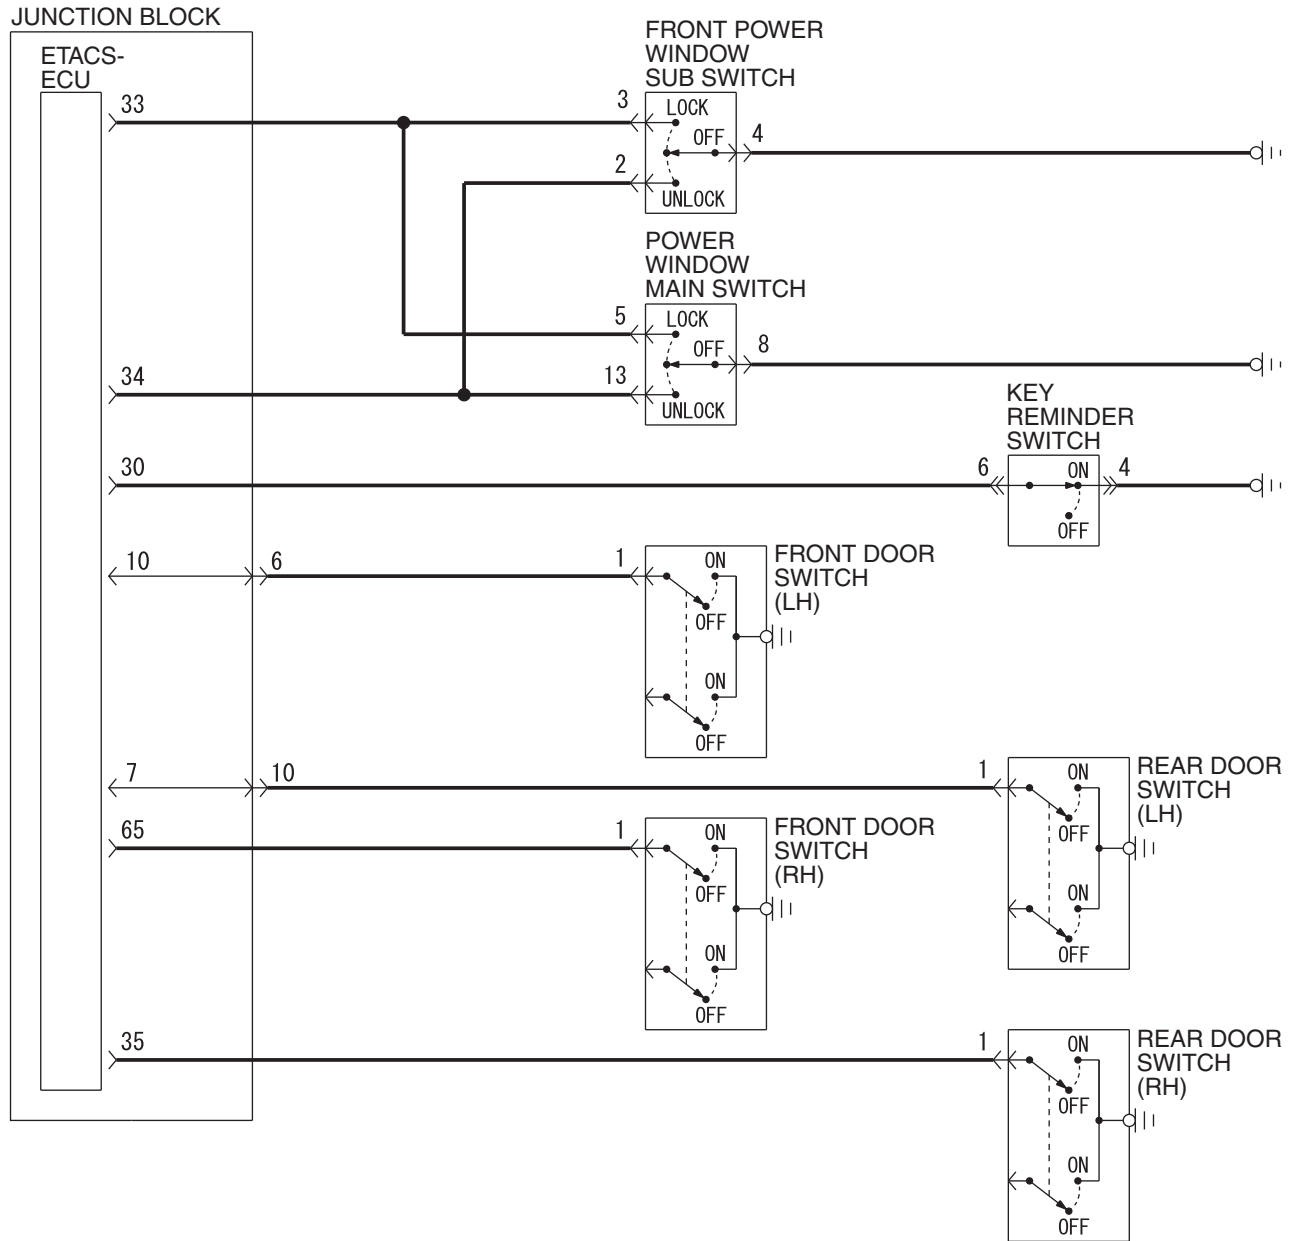 JUNCTION BLOCK
ETACS-
ECU
33
FRONT POWER
WINDOW
SUB SWITCH
3
LOCK
OFF
4
2
UNLOCK
POWER
WINDOW
MAIN SWITCH
5
LOCK
OFF
8
34
13
UNLOCK
KEY
REMINDER
SWITCH
30
6
ON
4
OFF
10
6
1
ON
OFF
ON
OFF
FRONT DOOR
SWITCH
(LH)
7
10
1
ON
OFF
ON
OFF
REAR DOOR
SWITCH
(LH)
65
1
ON
OFF
ON
OFF
FRONT DOOR
SWITCH
(RH)
35
1
ON
OFF
ON
OFF
REAR DOOR
SWITCH
(RH)